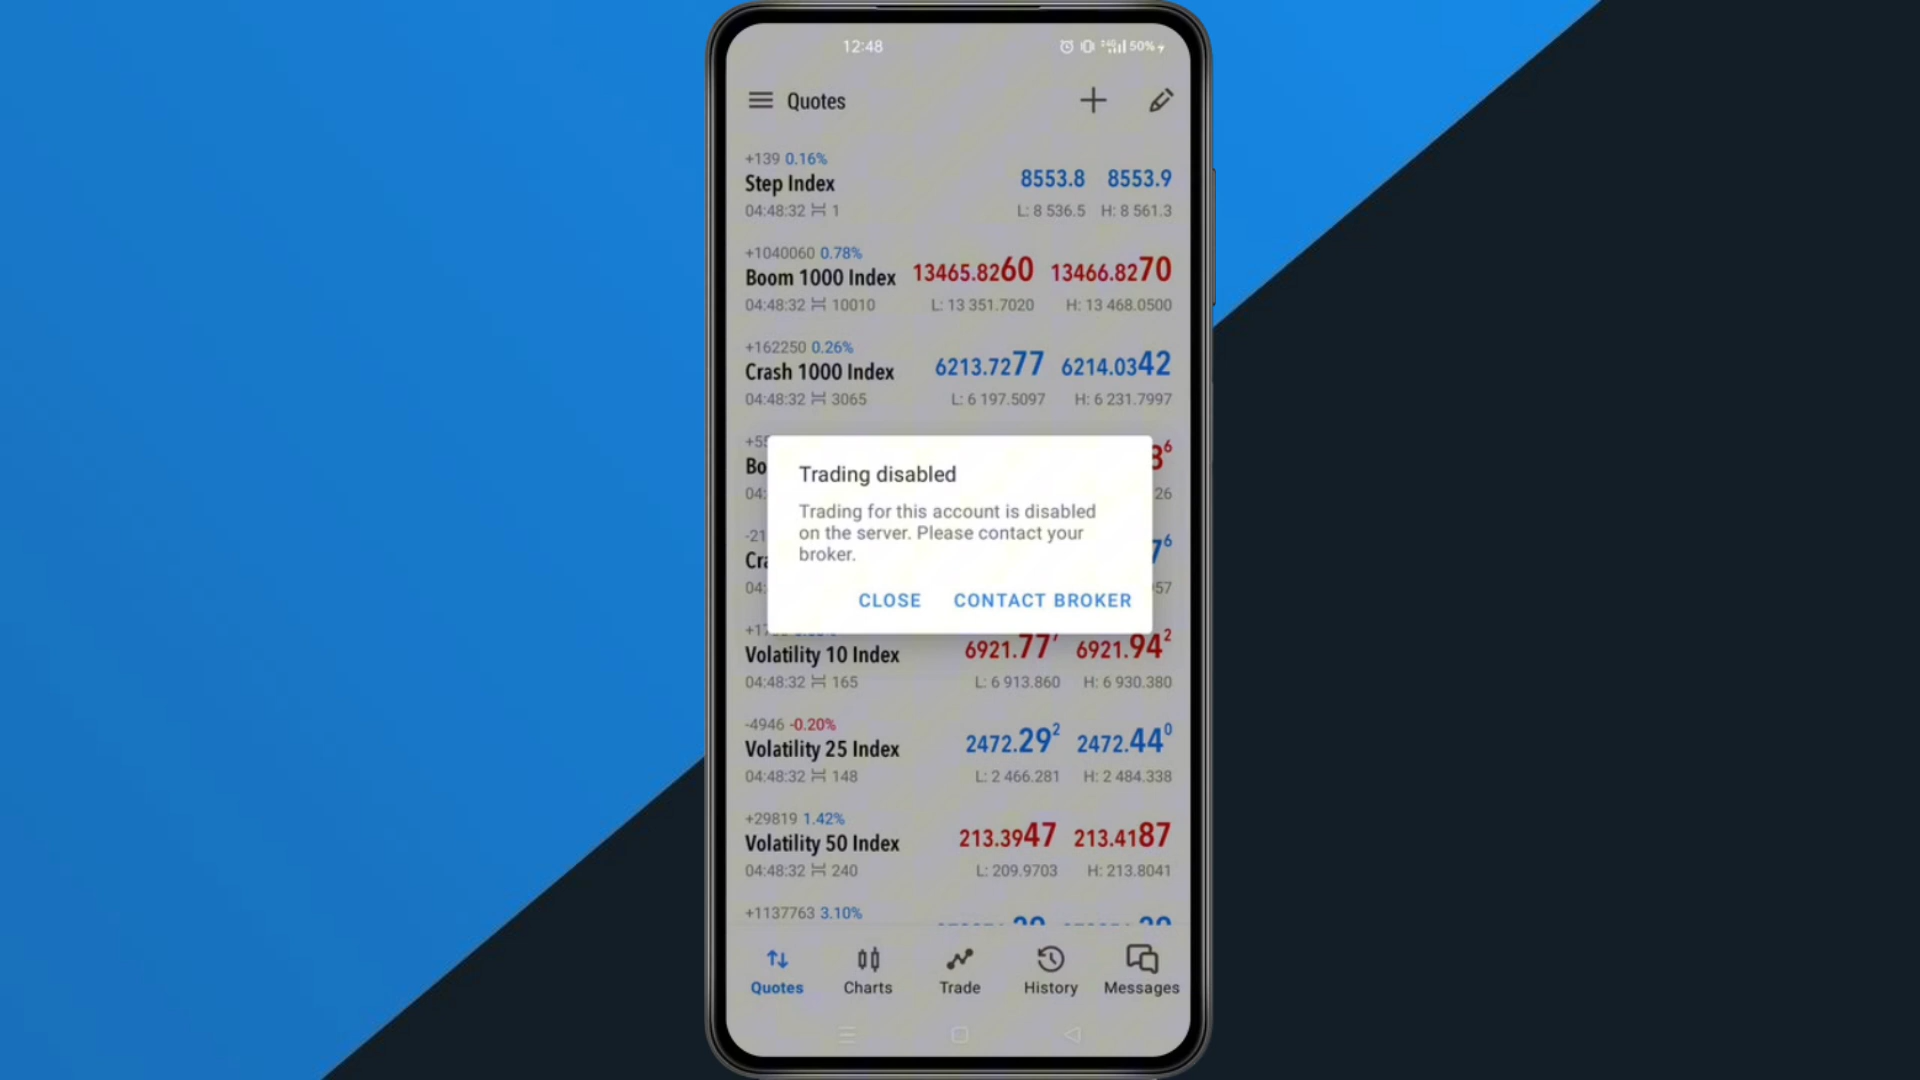 12:48
50%
Quotes
+139 0.16%
Step Index 8553.8 8553.9
04:48:32 1 L: 8 536.5 H: 8 561.3
+1040060 0.78%
Boom 1000 Index 13465.8260 13466.8270
04:48:32 10010 L: 13 351.7020 H: 13 468.0500
+162250 0.26%
Crash 1000 Index 6213.7277 6214.0342
04:48:32 3065 L: 6 197.5097 H: 6 231.7997
Trading disabled
Trading for this account is disabled
on the server. Please contact your
broker.
CLOSE CONTACT BROKER
Volatility 10 Index 6921.777 6921.942
04:48:32 165 L: 6 913.860 H: 6 930.380
-4946 -0.20%
Volatility 25 Index 2472.292 2472.440
04:48:32 148 L: 2 466.281 H: 2 484.338
+29819 1.42%
Volatility 50 Index 213.3947 213.4187
04:48:32 240 L: 209.9703 H: 213.8041
+1137763 3.10%
Quotes Charts Trade History Messages